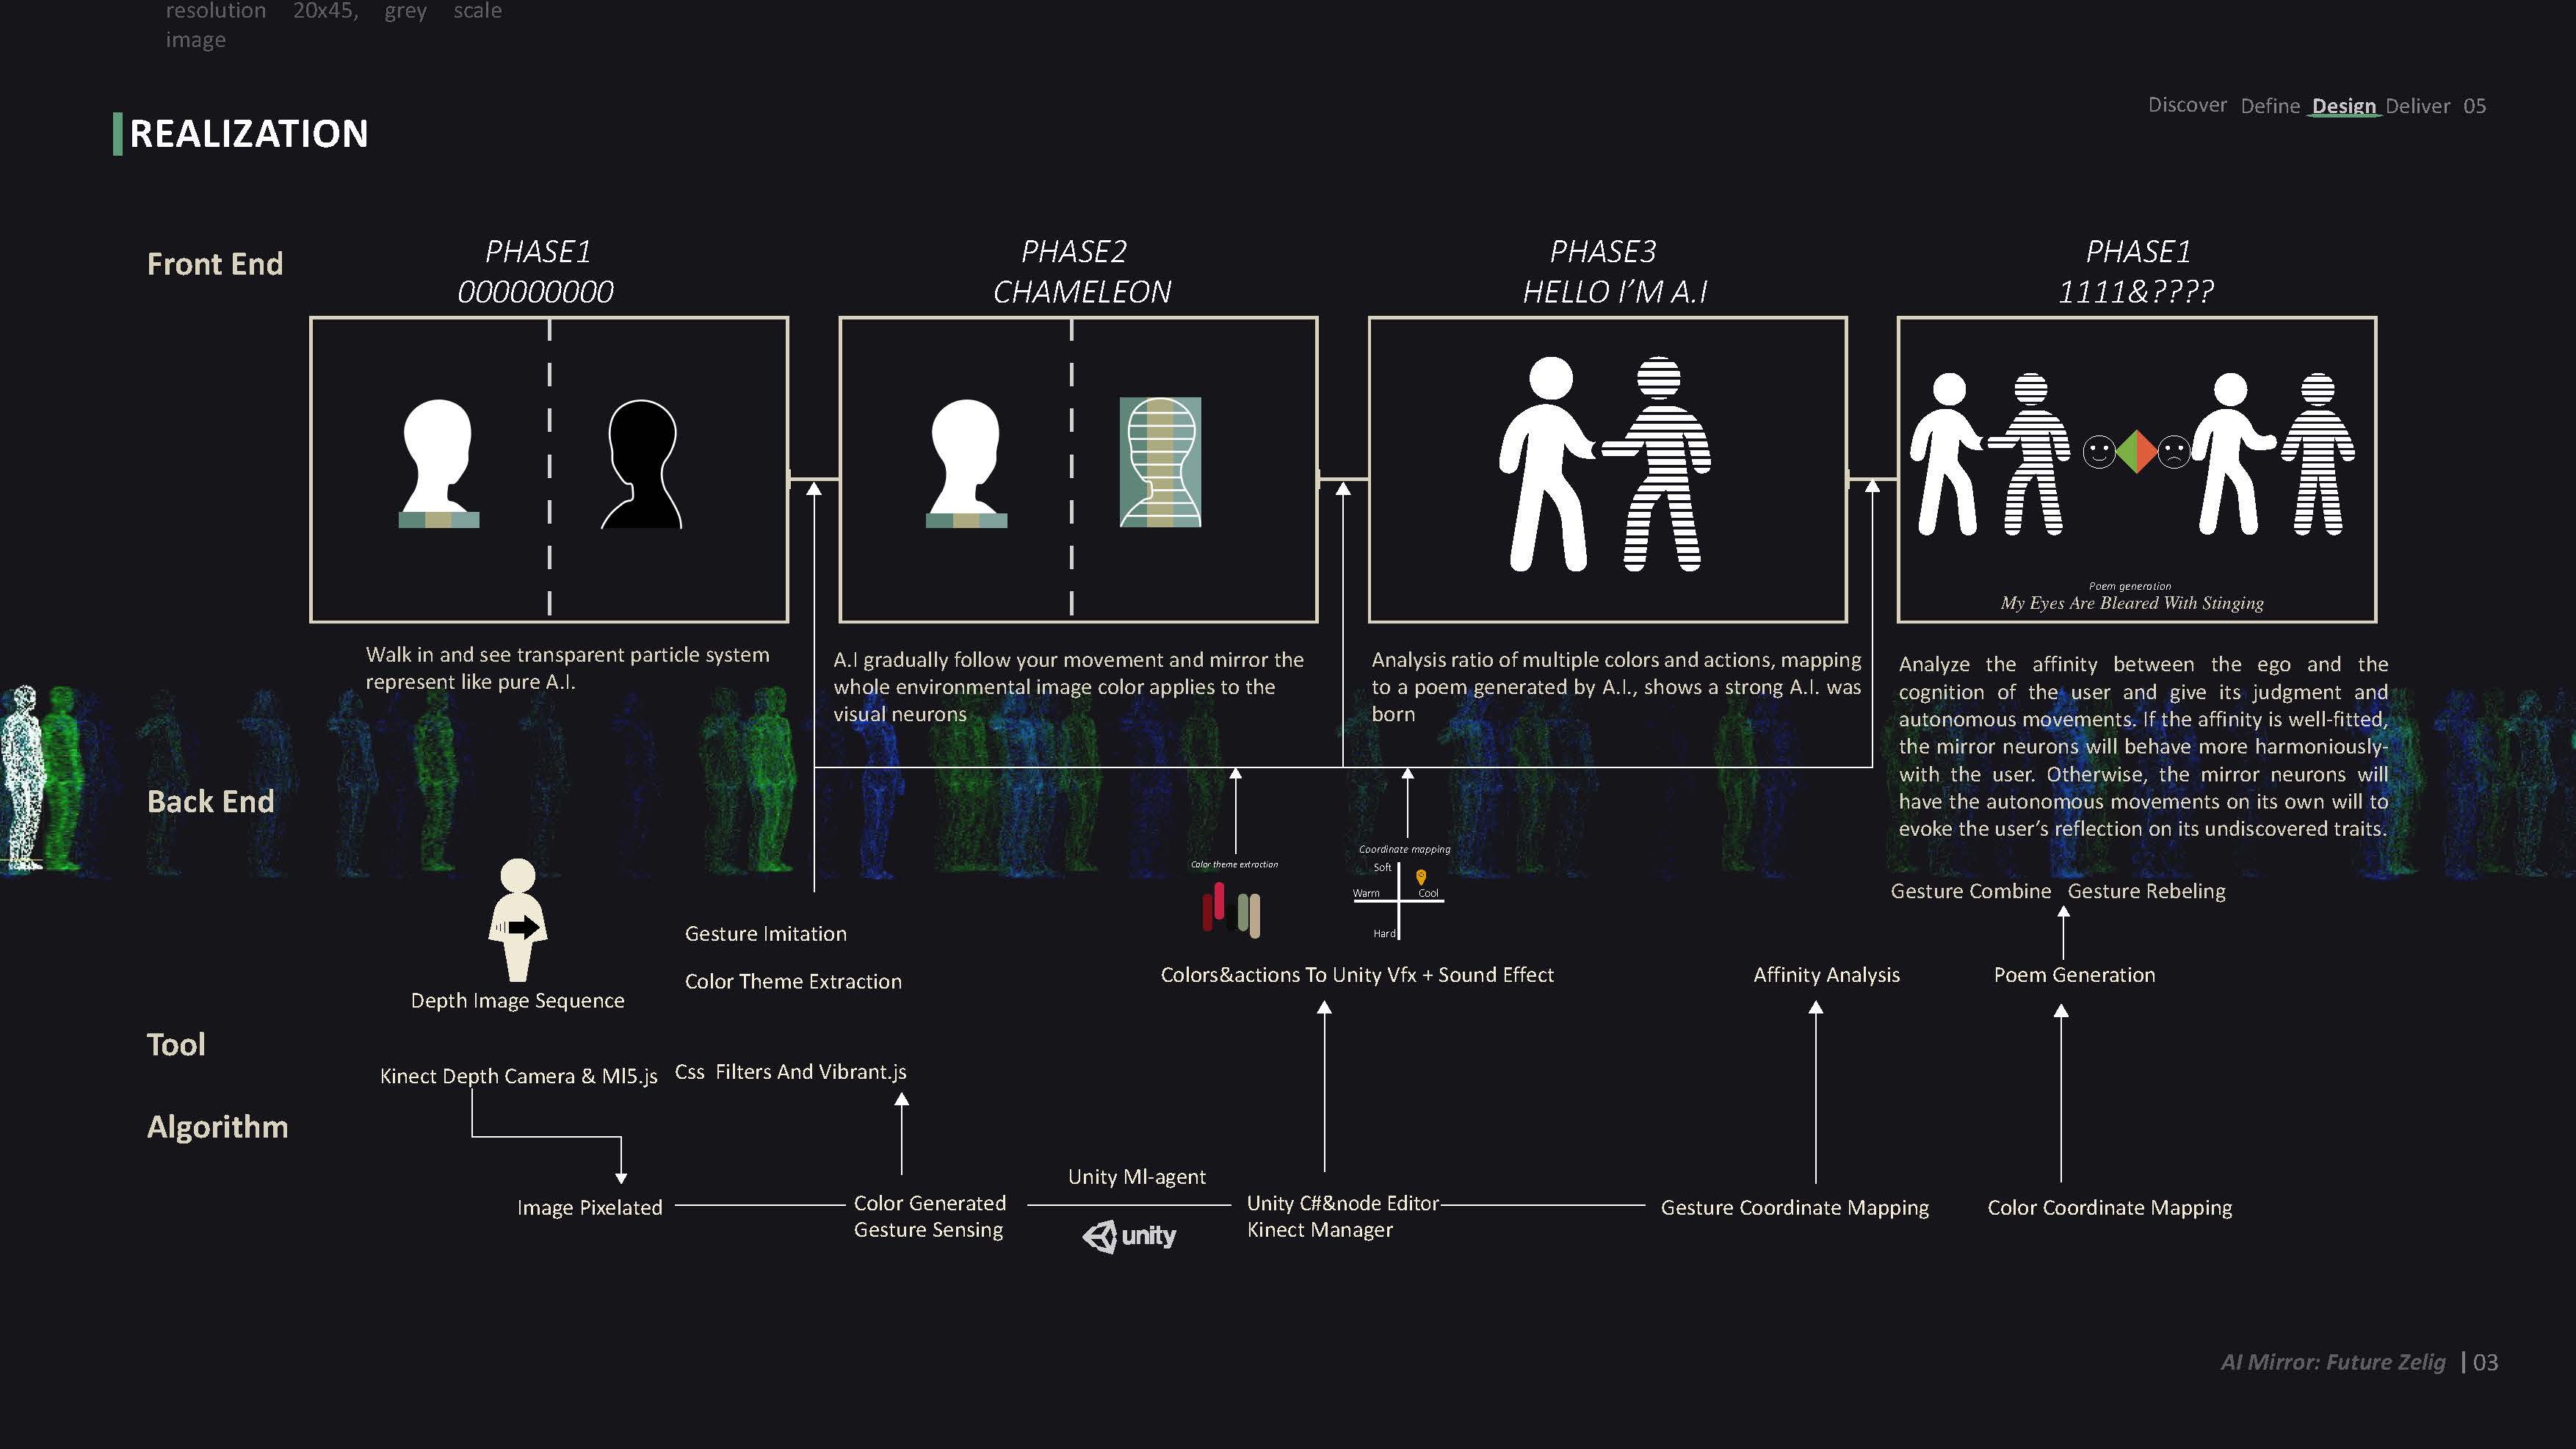 resolution 20x45, grey scale
image
Discover Define Design Deliver 05
REALIZATION
Front End
PHASE1
000000000
PHASE2
CHAMELEON
PHASE3
HELLO I'M A.I
PHASE1
1111&????
Poem generation
My Eyes Are Bleared With Stinging
Walk in and see transparent particle system
represent like pure A.I.
A.I gradually follow your movement and mirror the
whole environmental image color applies to the
visual neurons
Analysis ratio of multiple colors and actions, mapping
to a poem generated by A.I., shows a strong A.I. was
born
Analyze the affinity between the ego and the
cognition of the user and give its judgment and
autonomous movements. If the affinity is well-fitted,
the mirror neurons will behave more harmoniously-
with the user. Otherwise, the mirror neurons will
have the autonomous movements on its own will to
evoke the user's reflection on its undiscovered traits.
Back End
Color theme extraction
Coordinate mapping
Soft
Warm
Cool
Hard
Gesture Combine Gesture Rebeling
Gesture Imitation
Color Theme Extraction
Depth Image Sequence
Colors&actions To Unity Vfx + Sound Effect
Affinity Analysis
Poem Generation
Tool
Kinect Depth Camera & Ml5.js
Css Filters And Vibrant.js
Algorithm
Image Pixelated
Color Generated
Gesture Sensing
Unity Ml-agent
unity
Unity C#&node Editor
Kinect Manager
Gesture Coordinate Mapping
Color Coordinate Mapping
AI Mirror: Future Zelig | 03